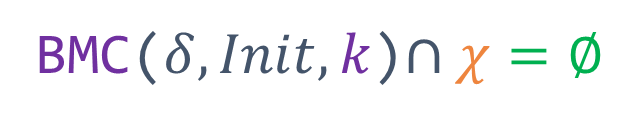 BMC(δ, Init, k)∩ χ = ∅